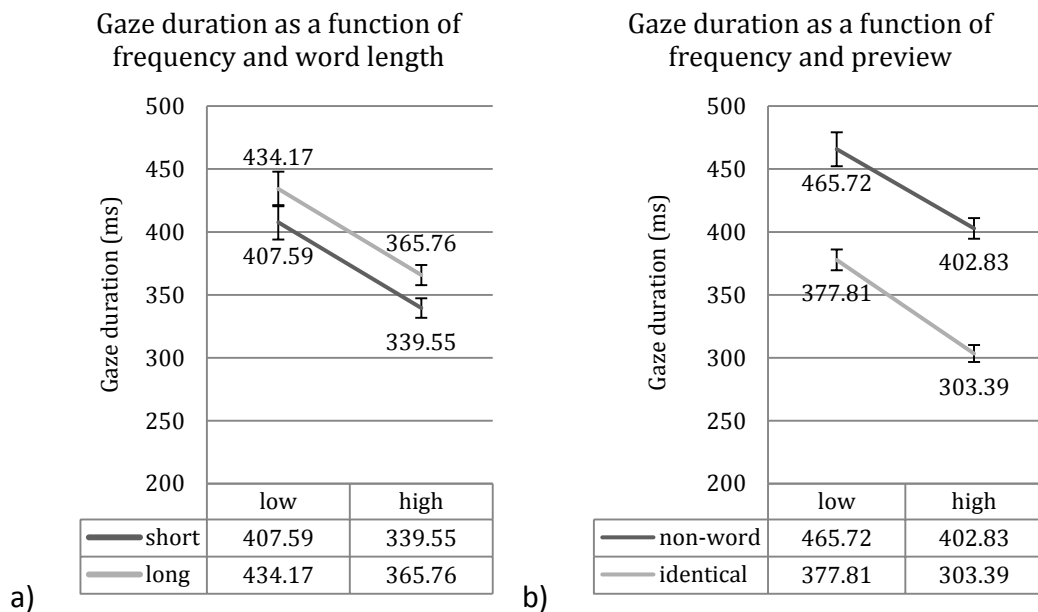 Gaze duration as a function of
frequency and word length
Gaze duration (ms)
500
450
400
350
300
250
200
434.17
407.59
365.76
339.55
low high
short 407.59 339.55
long 434.17 365.76
a)
Gaze duration as a function of
frequency and preview
Gaze duration (ms)
500
450
400
350
300
250
200
465.72
402.83
377.81
303.39
low high
non-word 465.72 402.83
identical 377.81 303.39
b)